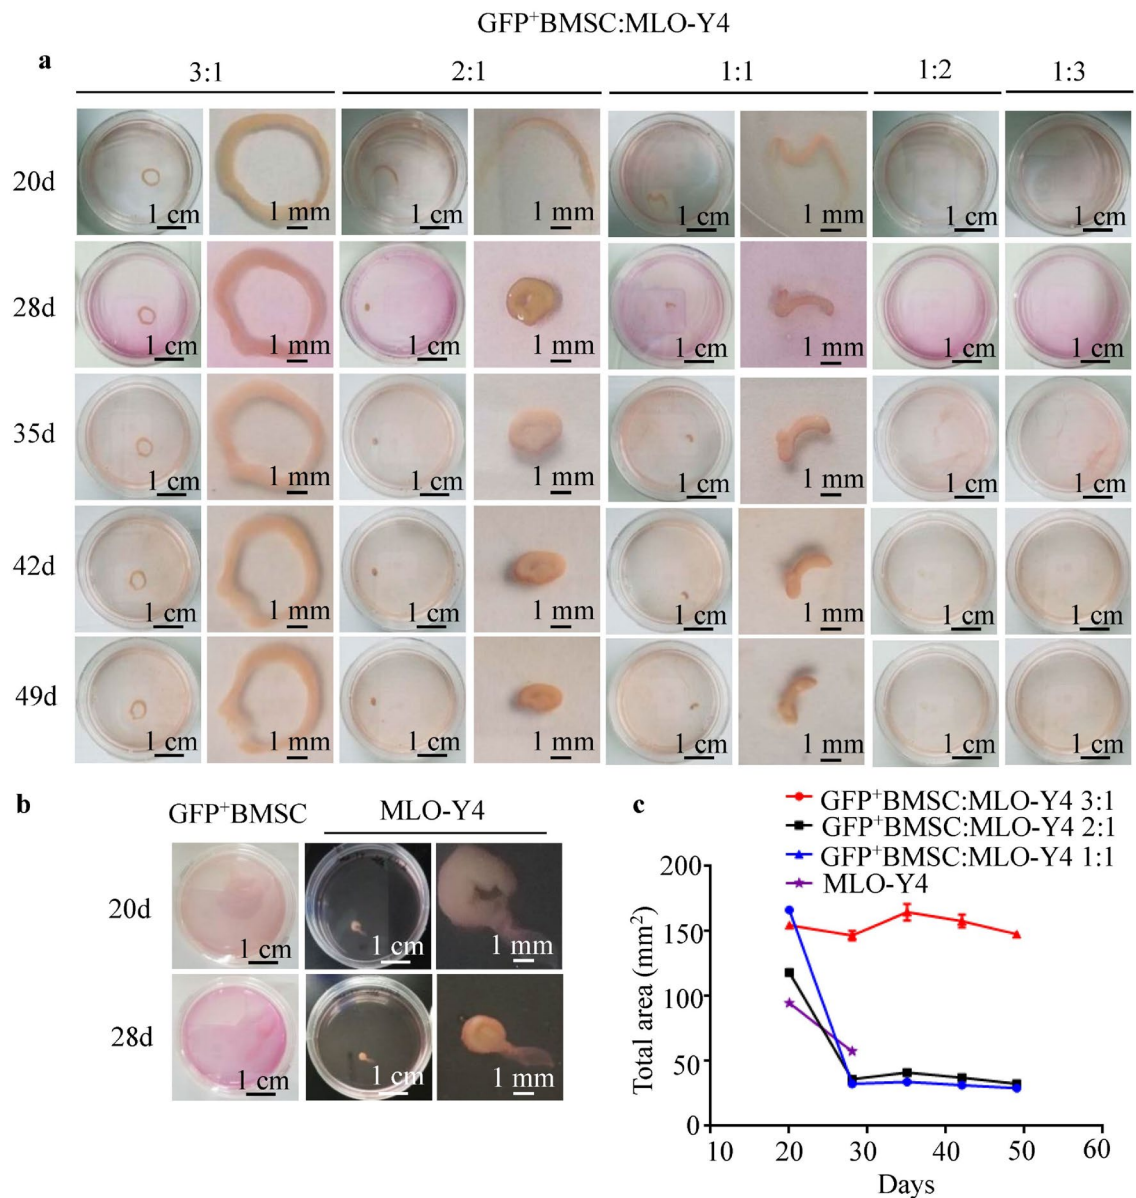 GFP⁺BMSC:MLO-Y4
a
3:1 2:1 1:1 1:2 1:3
20d
1 cm 1 mm 1 cm 1 mm 1 cm 1 mm 1 cm 1 cm
28d
1 cm 1 mm 1 cm 1 mm 1 cm 1 mm 1 cm 1 cm
35d
1 cm 1 mm 1 cm 1 mm 1 cm 1 mm 1 cm 1 cm
42d
1 cm 1 mm 1 cm 1 mm 1 cm 1 mm 1 cm 1 cm
49d
1 cm 1 mm 1 cm 1 mm 1 cm 1 mm 1 cm 1 cm
b
GFP⁺BMSC MLO-Y4
20d
1 cm 1 cm 1 mm
28d
1 cm 1 cm 1 mm
c
GFP⁺BMSC:MLO-Y4 3:1
GFP⁺BMSC:MLO-Y4 2:1
GFP⁺BMSC:MLO-Y4 1:1
MLO-Y4
Total area (mm²)
200
150
100
50
0
10 20 30 40 50 60
Days